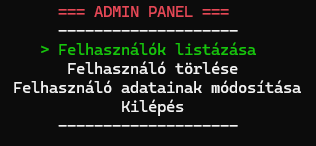 === ADMIN PANEL ===
--------------------
> Felhasználók listázása
Felhasználó törlése
Felhasználó adatainak módosítása
Kilépés
--------------------